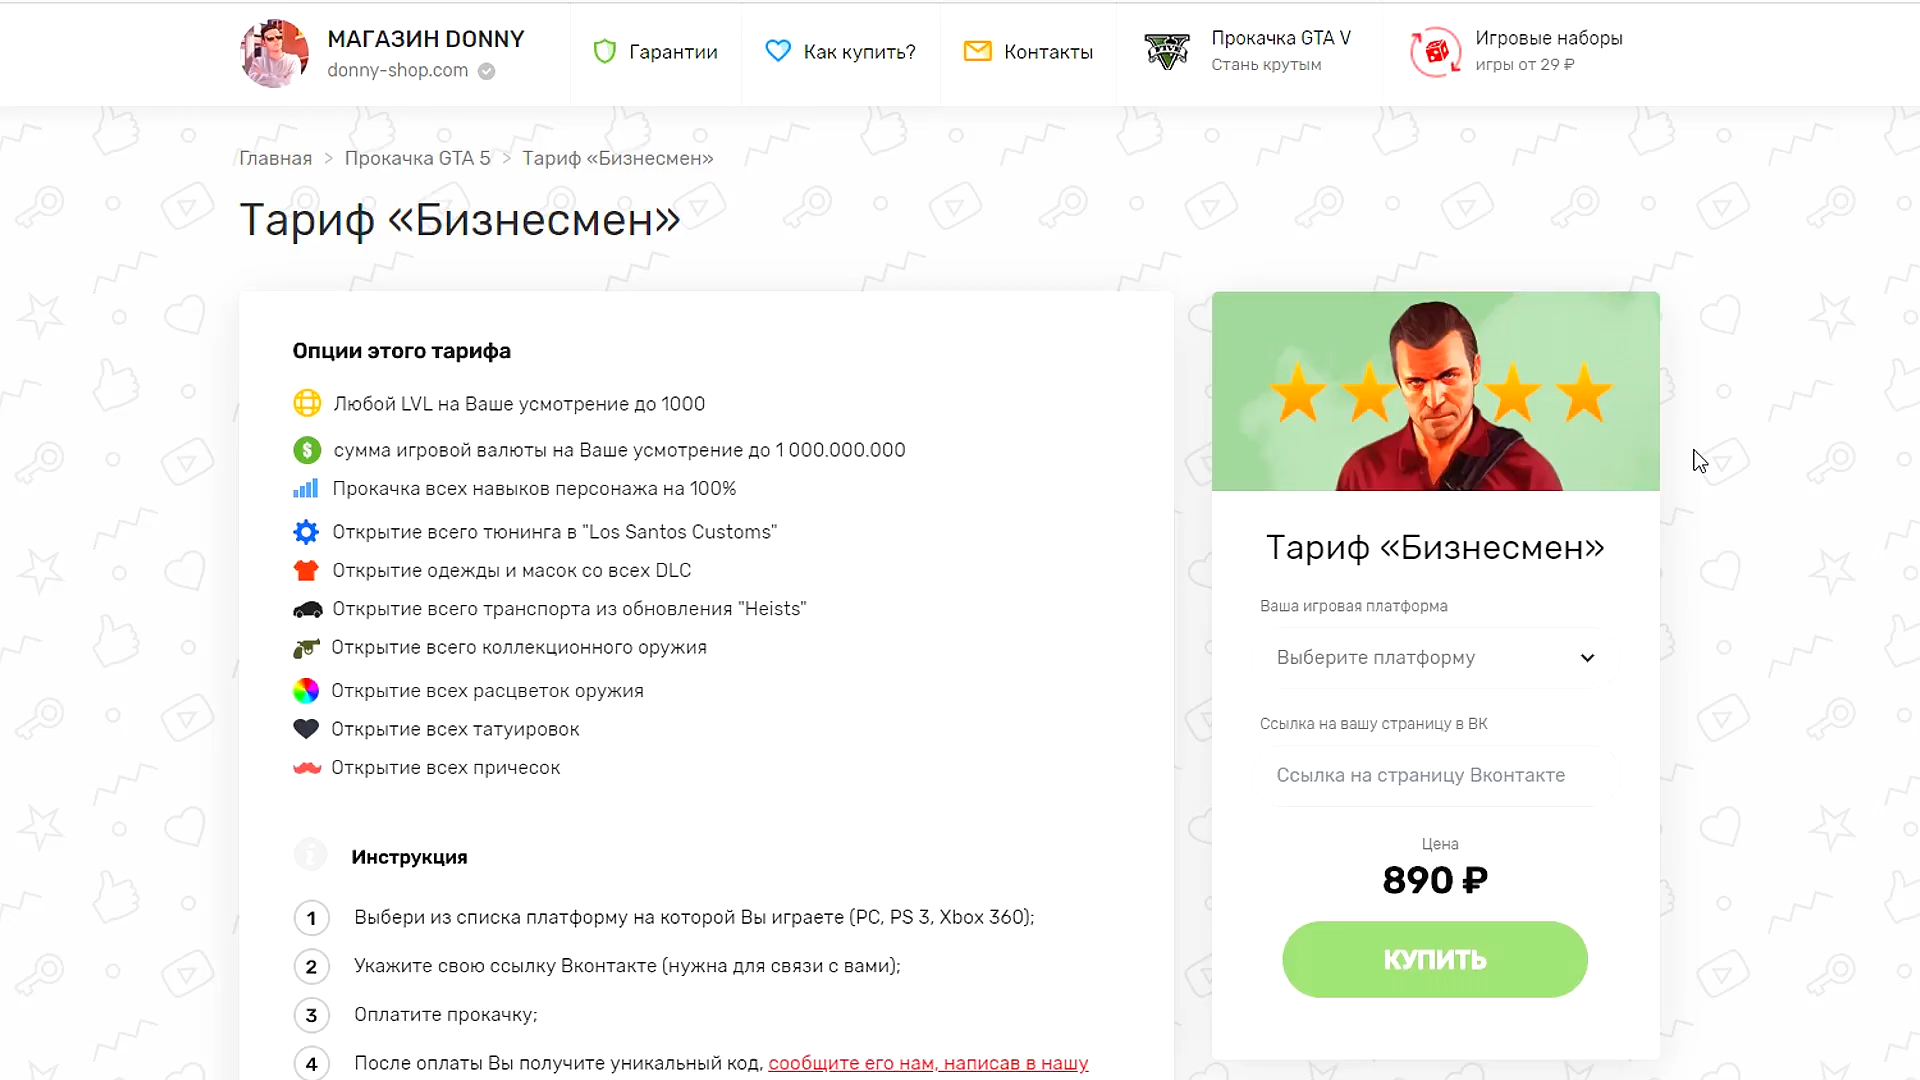 МАГАЗИН DONNY
donny-shop.com
Гарантии
Как купить?
Контакты
Прокачка GTA V
Стань крутым
Игровые наборы
игры от 29 ₽
Главная > Прокачка GTA 5 > Тариф «Бизнесмен»
Тариф «Бизнесмен»
Опции этого тарифа
Любой LVL на Ваше усмотрение до 1000
сумма игровой валюты на Ваше усмотрение до 1 000.000.000
Прокачка всех навыков персонажа на 100%
Открытие всего тюнинга в "Los Santos Customs"
Открытие одежды и масок со всех DLC
Открытие всего транспорта из обновления "Heists"
Открытие всего коллекционного оружия
Открытие всех расцветок оружия
Открытие всех татуировок
Открытие всех причесок
Инструкция
1 Выбери из списка платформу на которой Вы играете (PC, PS 3, Xbox 360);
2 Укажите свою ссылку Вконтакте (нужна для связи с вами);
3 Оплатите прокачку;
4 После оплаты Вы получите уникальный код, сообщите его нам, написав в нашу
Тариф «Бизнесмен»
Ваша игровая платформа
Выберите платформу
Ссылка на вашу страницу в ВК
Ссылка на страницу Вконтакте
Цена
890 ₽
КУПИТЬ